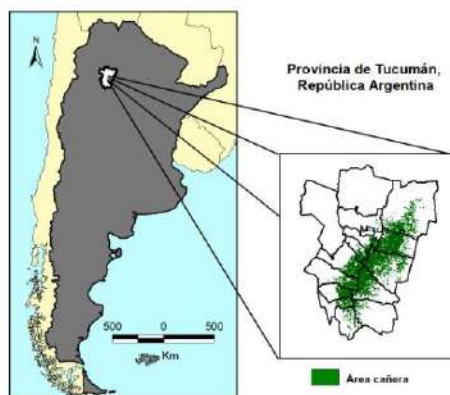 N
Provincia de Tucumán,
República Argentina
500 0 500
Km
Área cañera